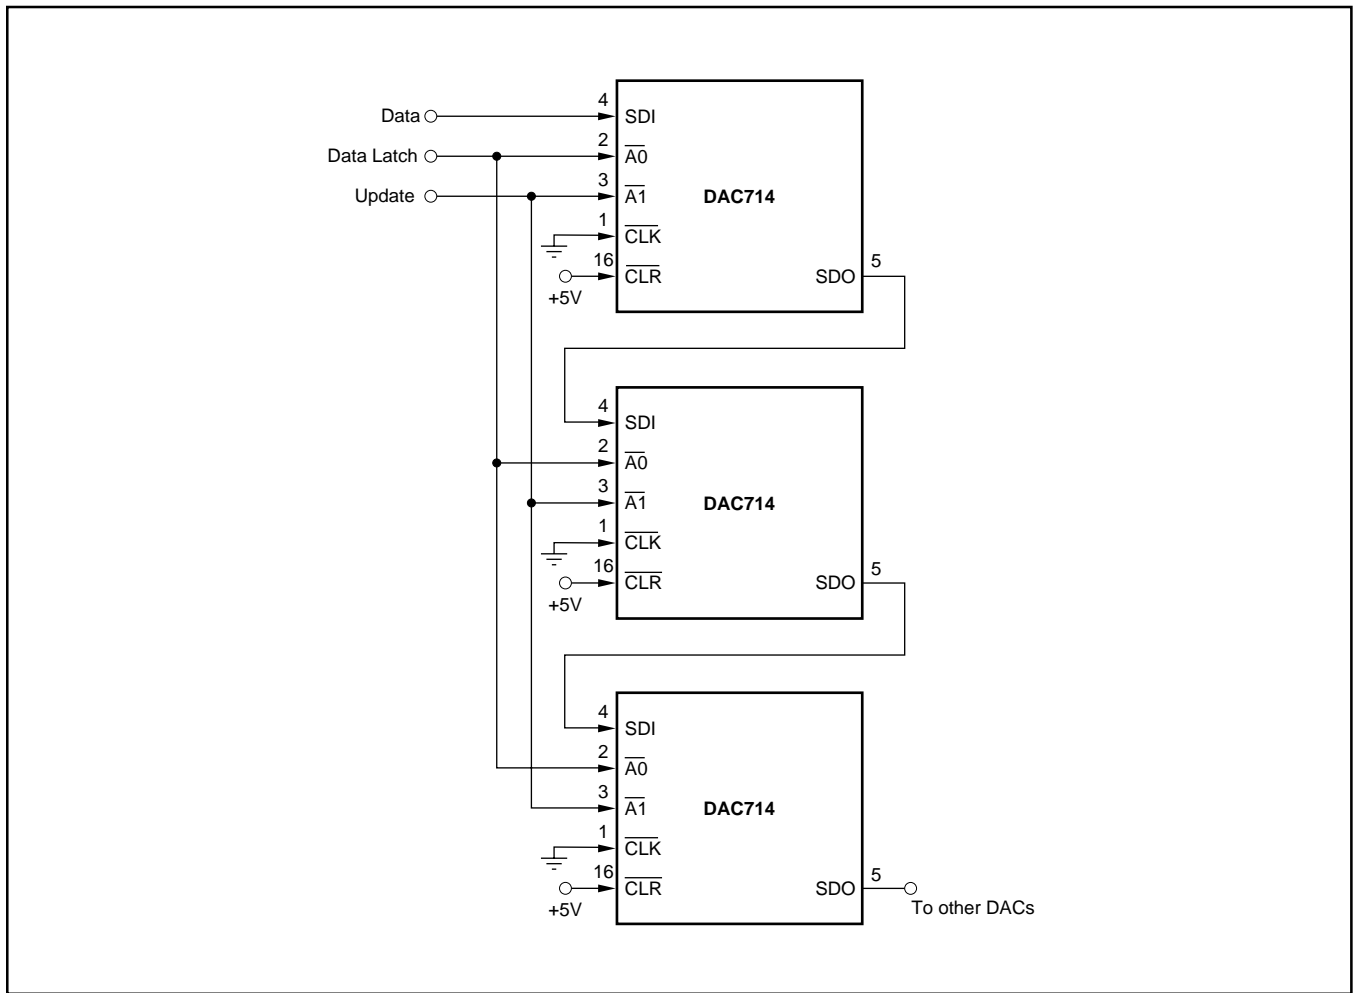 Data
4
SDI
Data Latch
2
A0
Update
3
A1
DAC714
1
CLK
16
CLR
+5V
SDO
5
4
SDI
2
A0
3
A1
DAC714
1
CLK
16
CLR
+5V
SDO
5
4
SDI
2
A0
3
A1
DAC714
1
CLK
16
CLR
+5V
SDO
5
To other DACs